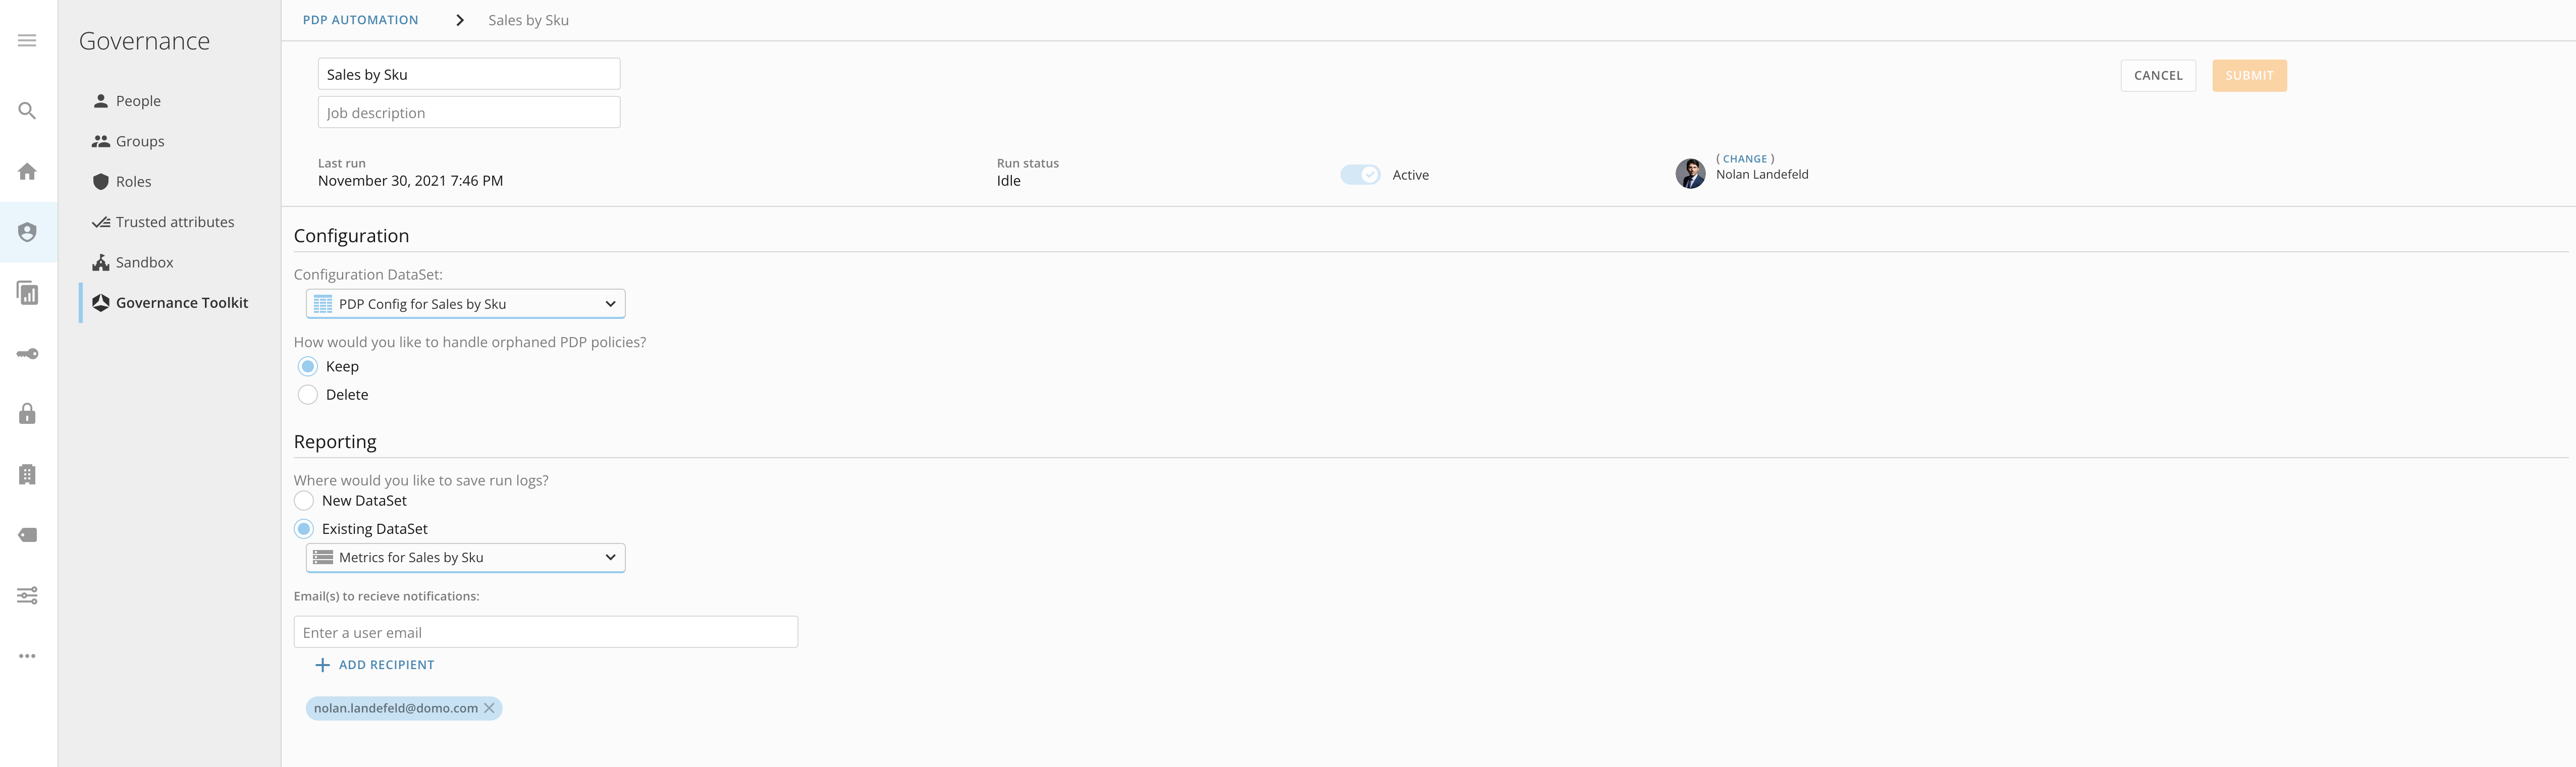 Governance
People
Groups
Roles
Trusted attributes
Sandbox
Governance Toolkit
PDP AUTOMATION
Sales by Sku
Sales by Sku
Job description
CANCEL
SUBMIT
Last run
November 30, 2021 7:46 PM
Run status
Idle
Active
( CHANGE )
Nolan Landefeld
Configuration
Configuration DataSet:
PDP Config for Sales by Sku
How would you like to handle orphaned PDP policies?
Keep
Delete
Reporting
Where would you like to save run logs?
New DataSet
Existing DataSet
Metrics for Sales by Sku
Email(s) to recieve notifications:
Enter a user email
ADD RECIPIENT
nolan.landefeld@domo.com